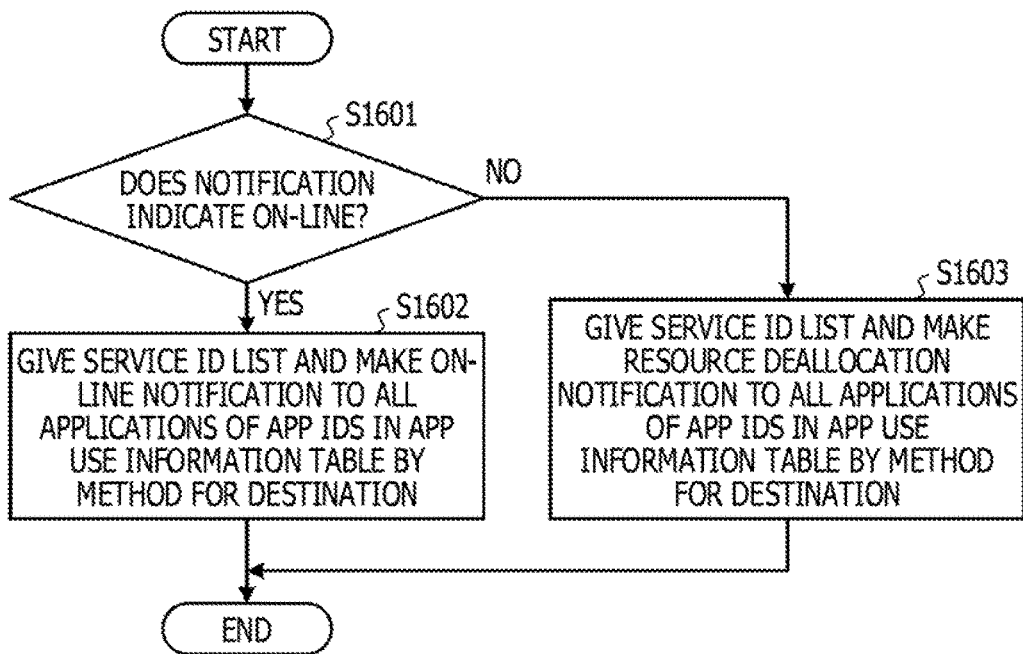 START
S1601
DOES NOTIFICATION
INDICATE ON-LINE?
NO
YES
S1602
GIVE SERVICE ID LIST AND MAKE ON-
LINE NOTIFICATION TO ALL
APPLICATIONS OF APP IDS IN APP
USE INFORMATION TABLE BY
METHOD FOR DESTINATION
S1603
GIVE SERVICE ID LIST AND MAKE
RESOURCE DEALLOCATION
NOTIFICATION TO ALL APPLICATIONS
OF APP IDS IN APP USE
INFORMATION TABLE BY METHOD
FOR DESTINATION
END